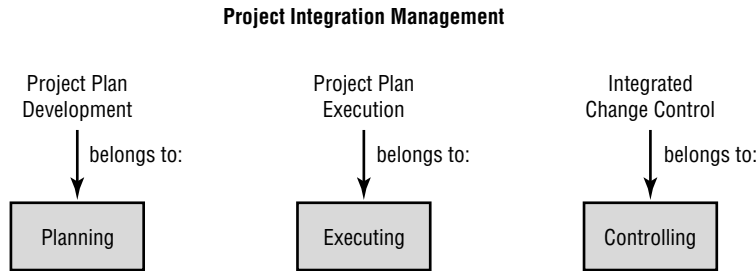 Project Integration Management
Project Plan
Development
belongs to:
Planning
Project Plan
Execution
belongs to:
Executing
Integrated
Change Control
belongs to:
Controlling